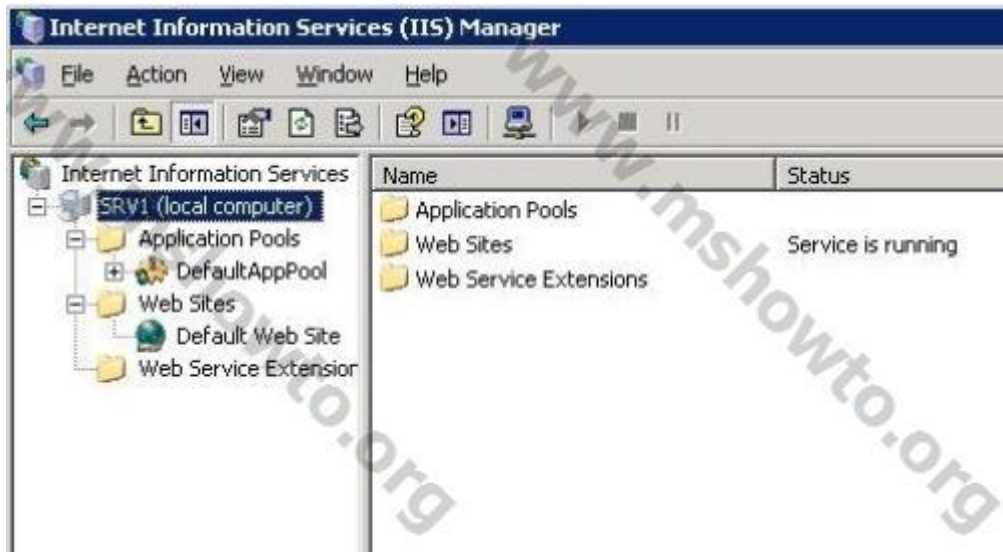 Internet Information Services (IIS) Manager
File Action View Window Help
Internet Information Services
SRV1 (local computer)
Application Pools
DefaultAppPool
Web Sites
Default Web Site
Web Service Extension
Name Status
Application Pools
Web Sites Service is running
Web Service Extensions
www.mshowto.org
www.mshowto.org